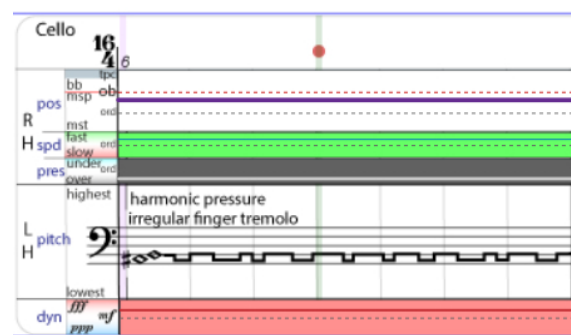 Cello
16
4
6
tpc
bb
ob
msp
pos
ord
mst
R
H
fast
spd
ord
slow
under
pres
ord
over
highest
harmonic pressure
irregular finger tremolo
L
H
pitch
lowest
fff
dyn
mf
ppp